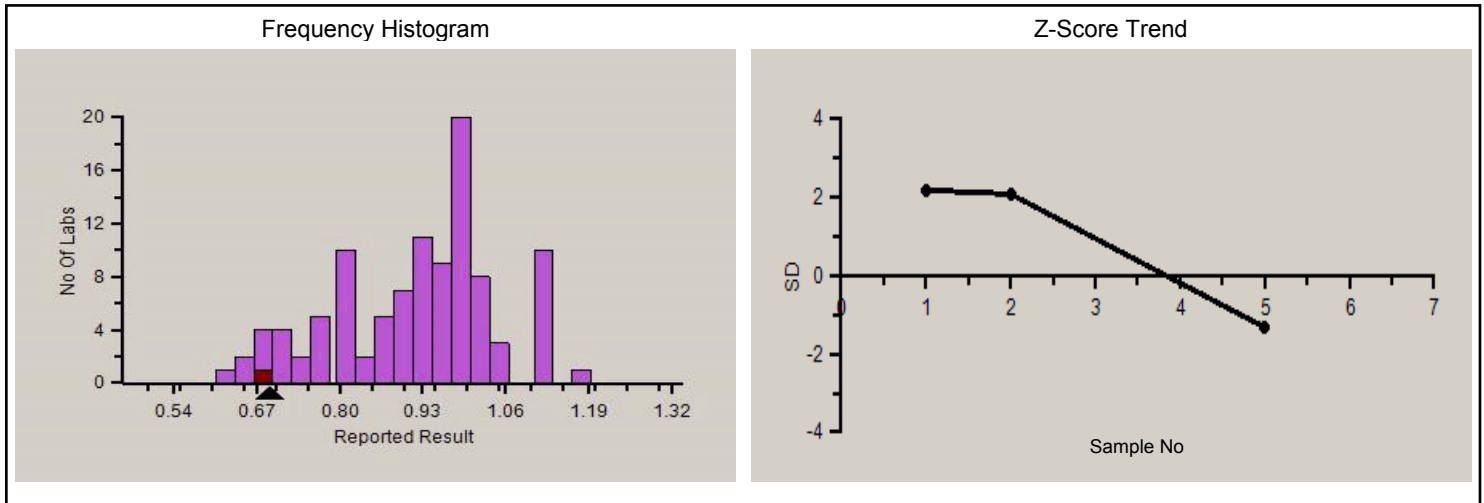 Frequency Histogram
20
16
12
8
4
0
No Of Labs
0.54 0.67 0.80 0.93 1.06 1.19 1.32
Reported Result
Z-Score Trend
4
2
0
-2
-4
SD
0 1 2 3 4 5 6 7
Sample No